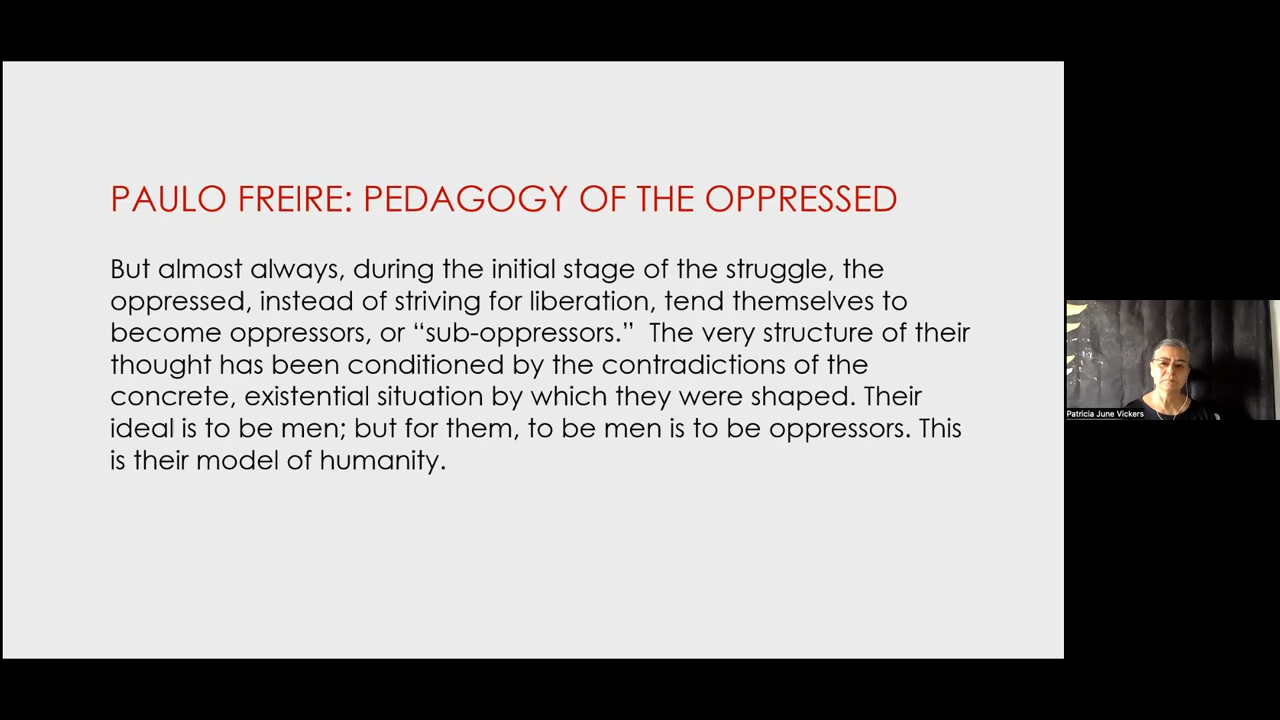 PAULO FREIRE: PEDAGOGY OF THE OPPRESSED
But almost always, during the initial stage of the struggle, the
oppressed, instead of striving for liberation, tend themselves to
become oppressors, or “sub-oppressors.”  The very structure of their
thought has been conditioned by the contradictions of the
concrete, existential situation by which they were shaped. Their
ideal is to be men; but for them, to be men is to be oppressors. This
is their model of humanity.
Patricia June Vickers